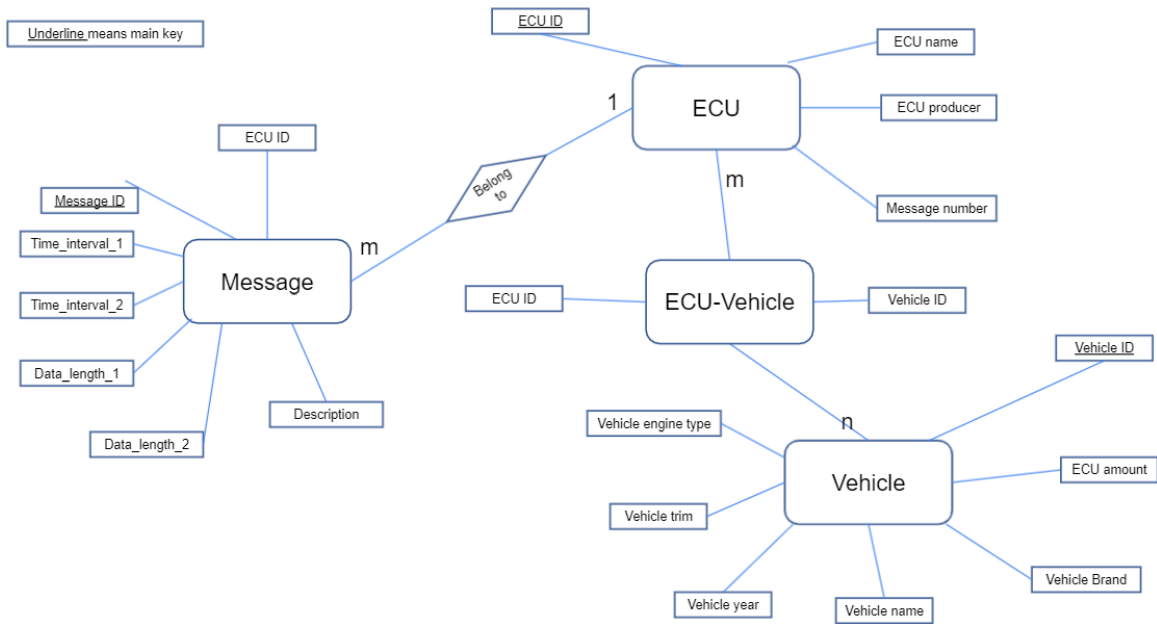 Underline means main key
ECU ID
ECU name
ECU
ECU producer
1
ECU ID
Belong
to
m
Message ID
Message number
Time_interval_1
m
Message
ECU ID
ECU-Vehicle
Vehicle ID
Time_interval_2
Vehicle ID
Data_length_1
Description
Vehicle engine type
n
Data_length_2
ECU amount
Vehicle
Vehicle trim
Vehicle Brand
Vehicle year
Vehicle name